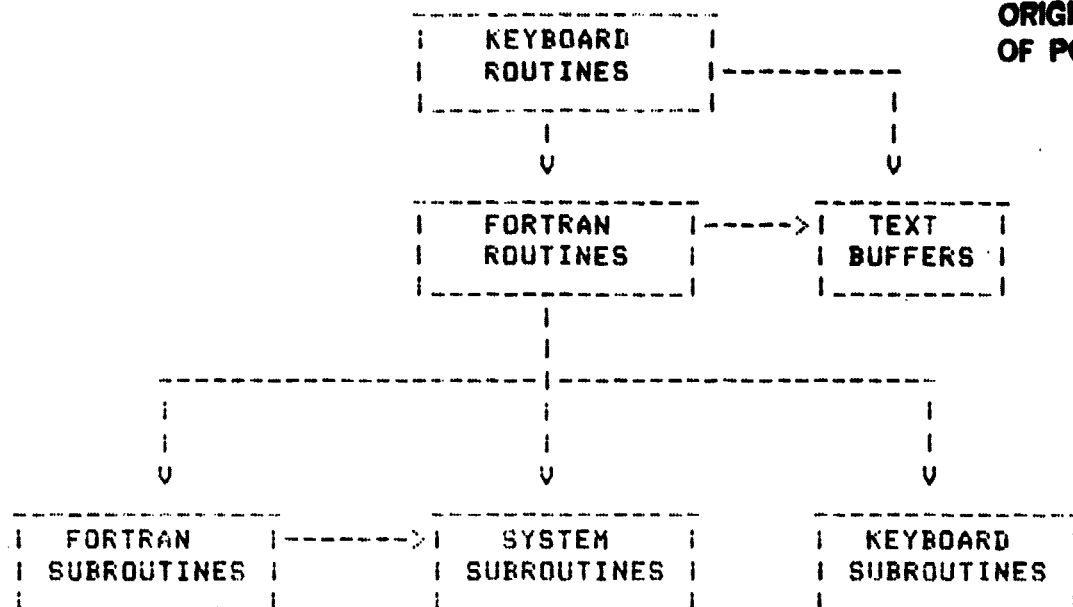 KEYBOARD
ROUTINES
FORTRAN
ROUTINES
TEXT
BUFFERS
FORTRAN
SUBROUTINES
SYSTEM
SUBROUTINES
KEYBOARD
SUBROUTINES